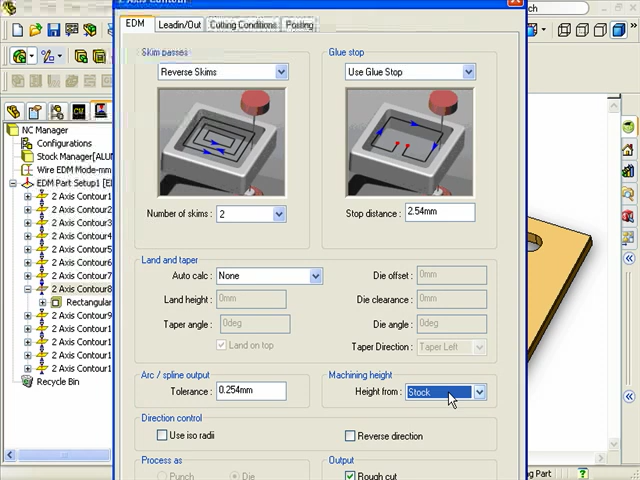 2 Axis Contour
ch
EDM
Leadin/Out
Cutting Conditions
Posting
Skim passes
Glue stop
Reverse Skims
Use Glue Stop
Number of skims : 2
Stop distance : 2.54mm
Land and taper
Auto calc : None
Die offset : 0mm
Land height : 0mm
Die clearance : 0mm
Taper angle : 0deg
Die angle : 0deg
Land on top
Taper Direction : Taper Left
Arc / spline output
Machining height
Tolerance : 0.254mm
Height from : Stock
Direction control
Use iso radii
Reverse direction
Process as
Output
Punch
Die
Rough cut
NC Manager
Configurations
Stock Manager[ALUM
Wire EDM Mode-mm
EDM Part Setup1 [E
2 Axis Contour1
2 Axis Contour2
2 Axis Contour3
2 Axis Contour4
2 Axis Contour5
2 Axis Contour6
2 Axis Contour7
2 Axis Contour8
Rectangular
2 Axis Contour9
2 Axis Contour1
2 Axis Contour1
2 Axis Contour1
2 Axis Contour1
Recycle Bin
ng Part